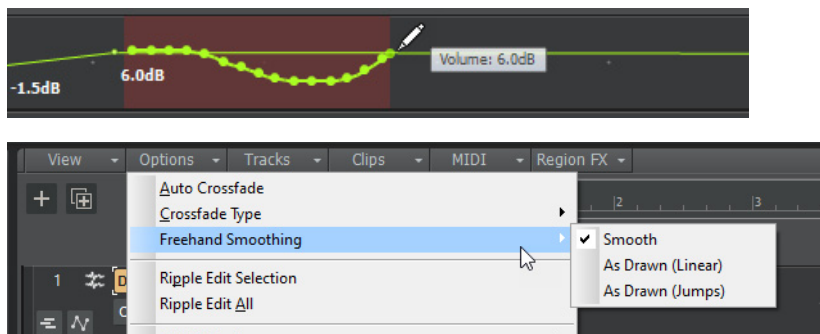 -1.5dB
6.0dB
Volume: 6.0dB
View Options Tracks Clips MIDI Region FX
Auto Crossfade
2 3
Crossfade Type
Freehand Smoothing
Smooth
As Drawn (Linear)
1 D
Ripple Edit Selection
As Drawn (Jumps)
Ripple Edit All
C